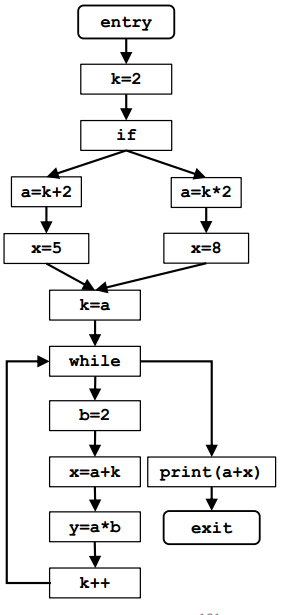 entry
k=2
if
a=k+2
a=k*2
x=5
x=8
k=a
while
b=2
x=a+k
print(a+x)
y=a*b
exit
k++